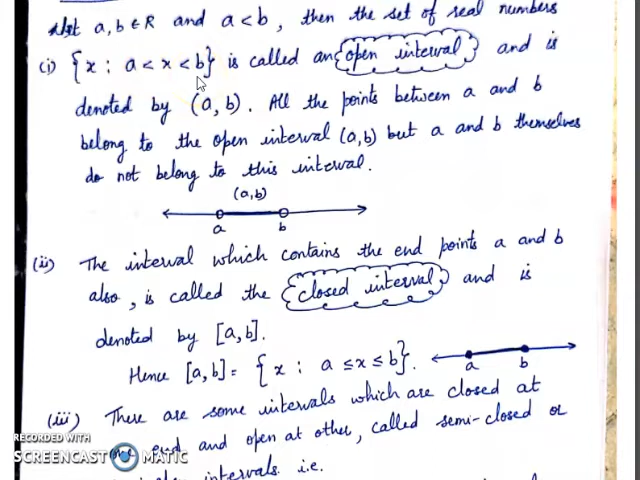 Let a, b ∈ R and a < b, then the set of real numbers
(i) {x : a < x < b} is called an open interval and is
denoted by (a, b). All the points between a and b
belong to the open interval (a,b) but a and b themselves
do not belong to this interval.
(a,b)
a b
(ii) The interval which contains the end points a and b
also, is called the closed interval and is
denoted by [a, b].
Hence [a, b] = {x : a ≤ x ≤ b}.
a b
(iii) There are some intervals which are closed at
end and open at other, called semi-closed or
intervals i.e.
RECORDED WITH
SCREENCAST MATIC